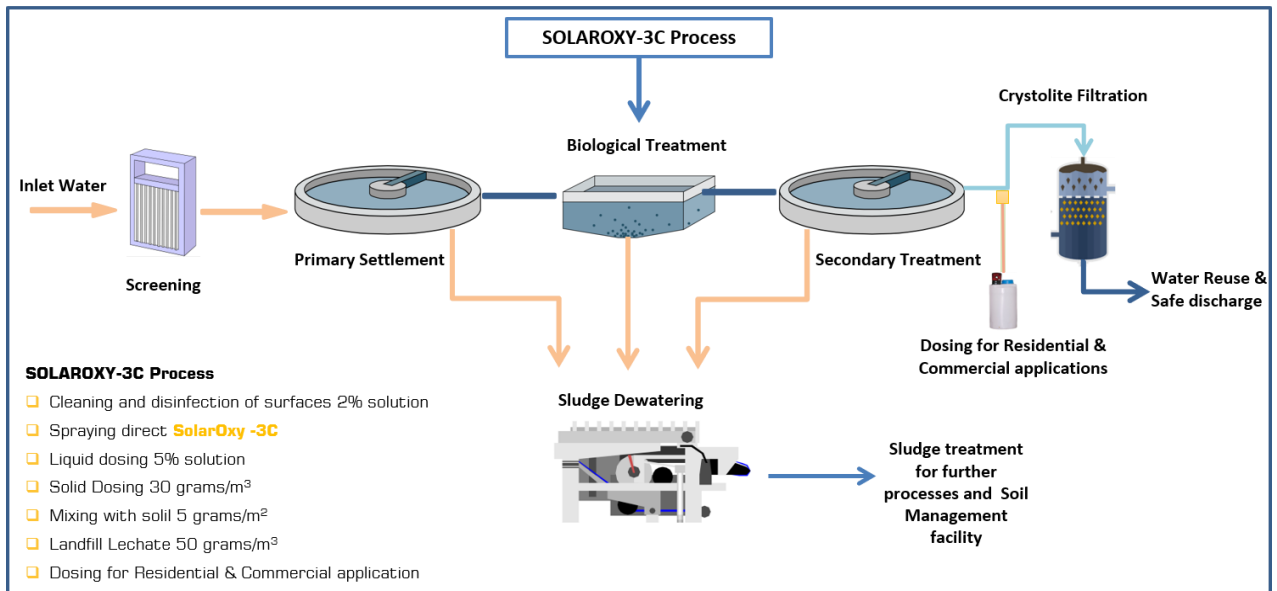 SOLAROXY-3C Process
Crystolite Filtration
Biological Treatment
Inlet Water
Primary Settlement
Secondary Treatment
Screening
Water Reuse &
Safe discharge
Dosing for Residential &
Commercial applications
SOLAROXY-3C Process
Cleaning and disinfection of surfaces 2% solution
Spraying direct SolarOxy -3C
Liquid dosing 5% solution
Solid Dosing 30 grams/m³
Mixing with solil 5 grams/m²
Landfill Lechate 50 grams/m³
Dosing for Residential & Commercial application
Sludge Dewatering
Sludge treatment
for further
processes and Soil
Management
facility